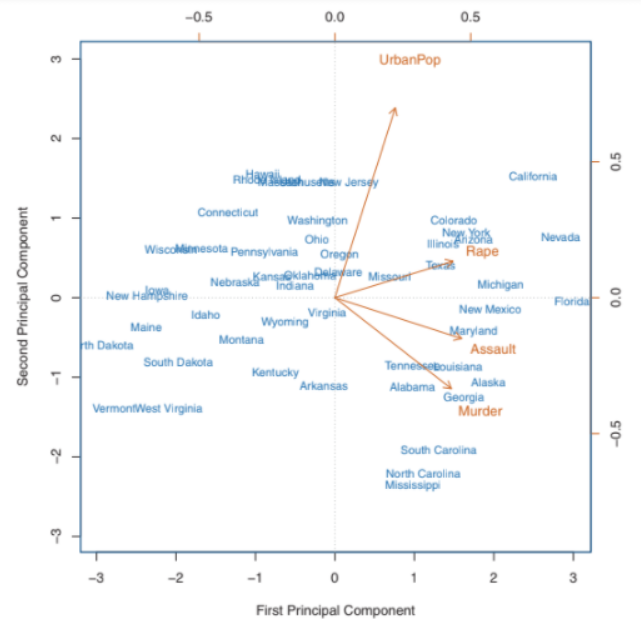 −0.5 0.0 0.5
UrbanPop
3
2
1
0
−1
−2
−3
0.5
0.0
−0.5
Second Principal Component
Hawaii
Rhode Island Massachusetts New Jersey
California
Connecticut
Washington
Colorado
New York
Ohio
Arizona
Nevada
Illinois
Wisconsin Minnesota
Pennsylvania
Oregon
Rape
Texas
Kansas Oklahoma Delaware
Missouri
Nebraska
Indiana
Michigan
Iowa
New Hampshire
Florida
Idaho
Virginia
New Mexico
Wyoming
Maine
Maryland
Montana
rth Dakota
Assault
South Dakota
Tennessee Louisiana
Kentucky
Arkansas
Alabama
Alaska
Georgia
Vermont West Virginia
Murder
South Carolina
North Carolina
Mississippi
−3 −2 −1 0 1 2 3
First Principal Component